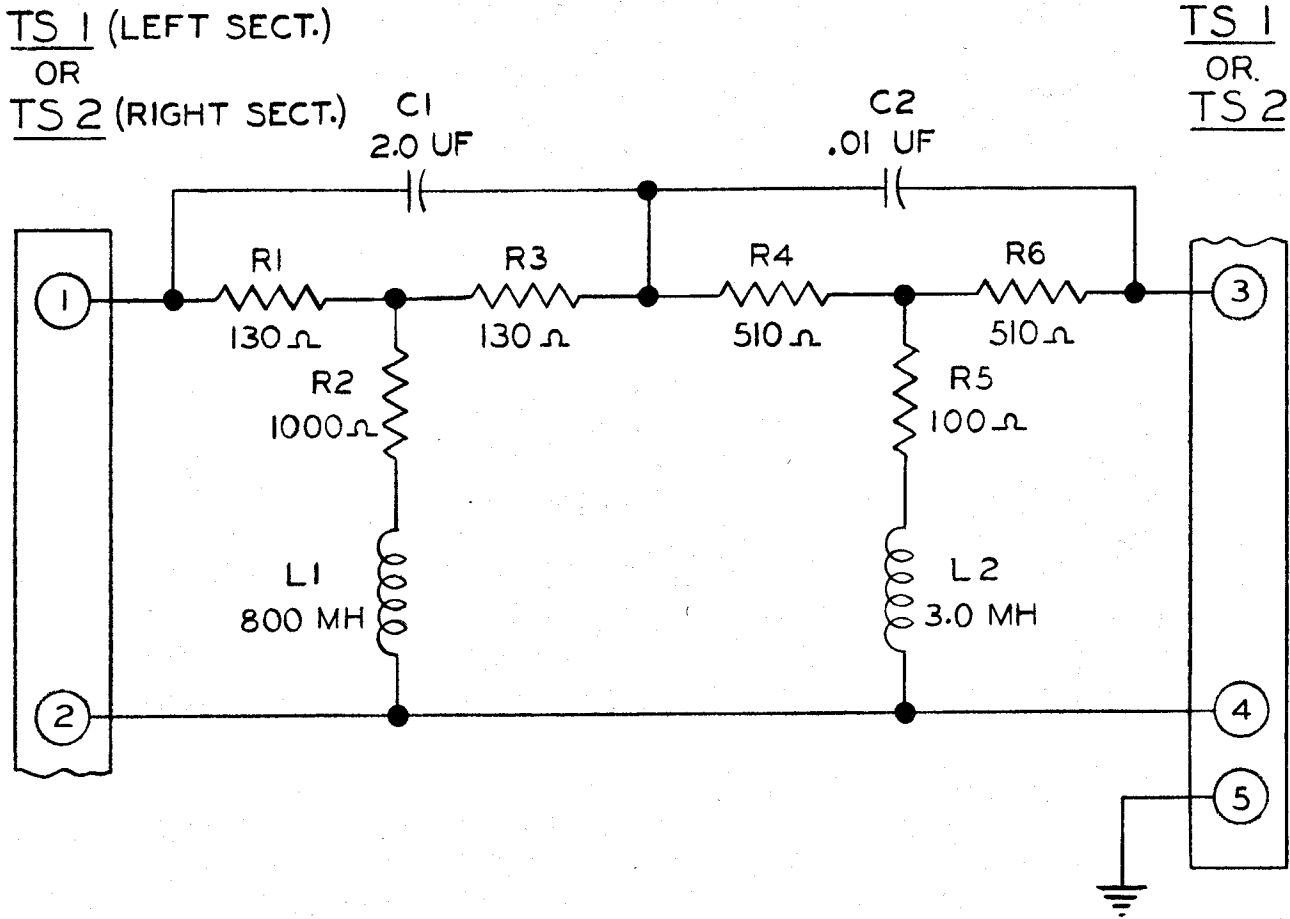 TS 1 (LEFT SECT.)
OR
TS 2 (RIGHT SECT.)
TS 1
OR.
TS 2
C1
2.0 UF
C2
.01 UF
R1
130 Ω
R3
130 Ω
R4
510 Ω
R6
510 Ω
1
3
R2
1000 Ω
R5
100 Ω
L1
800 MH
L2
3.0 MH
2
4
5